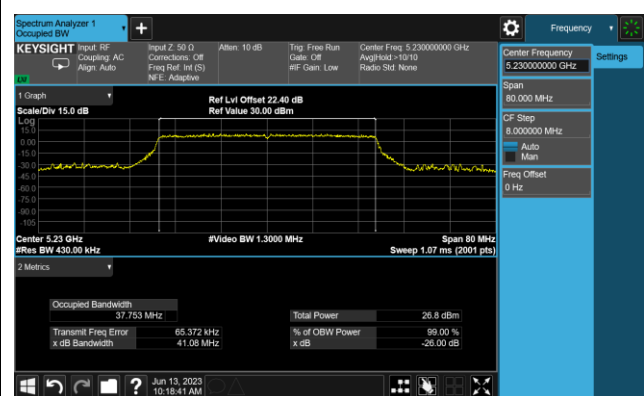 Spectrum Analyzer 1
Occupied BW
Frequency
KEYSIGHT
Input: RF
Coupling: AC
Align: Auto
Input Z: 50 Ω
Corrections: Off
Freq Ref: Int (S)
NFE: Adaptive
Atten: 10 dB
Trig: Free Run
Gate: Off
#IF Gain: Low
Center Freq: 5.230000000 GHz
Avg|Hold:>10/10
Radio Std: None
Center Frequency
5.230000000 GHz
Settings
Span
80.000 MHz
CF Step
8.000000 MHz
Auto
Man
Freq Offset
0 Hz
1 Graph
Scale/Div 15.0 dB
Ref Lvl Offset 22.40 dB
Ref Value 30.00 dBm
Log
15.0
0.00
-15.0
-30.0
-45.0
-60.0
-75.0
-90.0
-105
Center 5.23 GHz
#Video BW 1.3000 MHz
Span 80 MHz
#Res BW 430.00 kHz
Sweep 1.07 ms (2001 pts)
2 Metrics
Occupied Bandwidth
37.753 MHz
Total Power 26.8 dBm
Transmit Freq Error 65.372 kHz
% of OBW Power 99.00 %
x dB Bandwidth 41.08 MHz
x dB -26.00 dB
Jun 13, 2023
10:18:41 AM